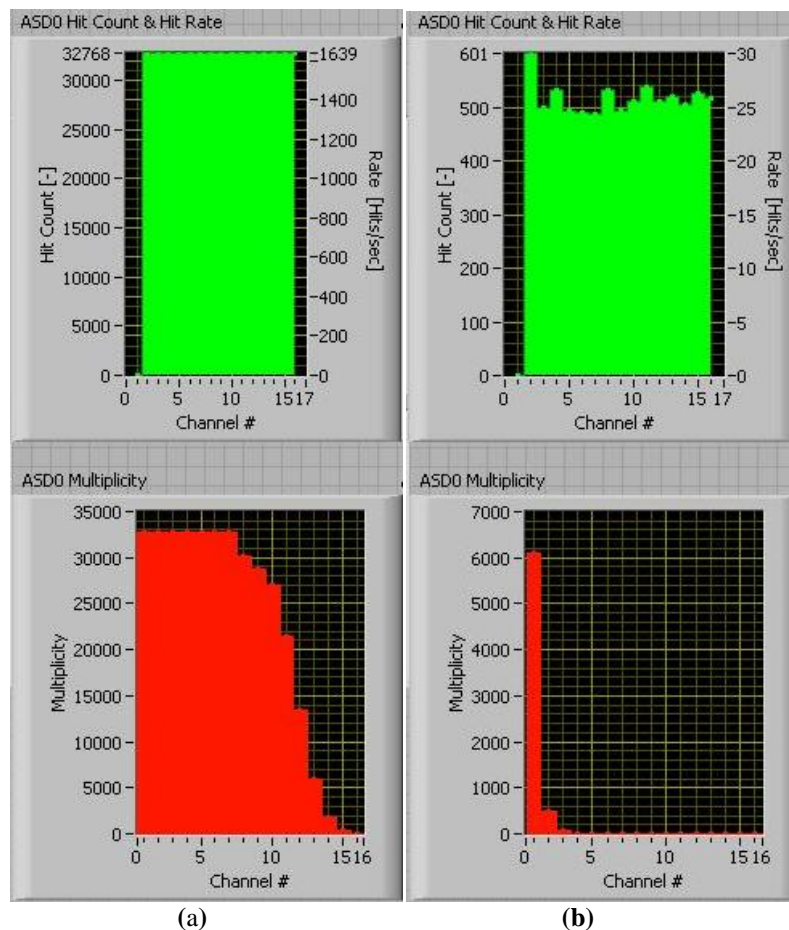 ASD0 Hit Count & Hit Rate
32768
30000
25000
20000
15000
10000
5000
0
Hit Count [-]
1639
1400
1200
1000
800
600
400
200
0
Rate [Hits/sec]
0 5 10 15 17
Channel #
ASD0 Multiplicity
35000
30000
25000
20000
15000
10000
5000
0
Multiplicity
0 5 10 15 16
Channel #
(a)
ASD0 Hit Count & Hit Rate
601
500
400
300
200
100
0
Hit Count [-]
30
25
20
15
10
5
0
Rate [Hits/sec]
0 5 10 15 17
Channel #
ASD0 Multiplicity
7000
6000
5000
4000
3000
2000
1000
0
Multiplicity
0 5 10 15 16
Channel #
(b)